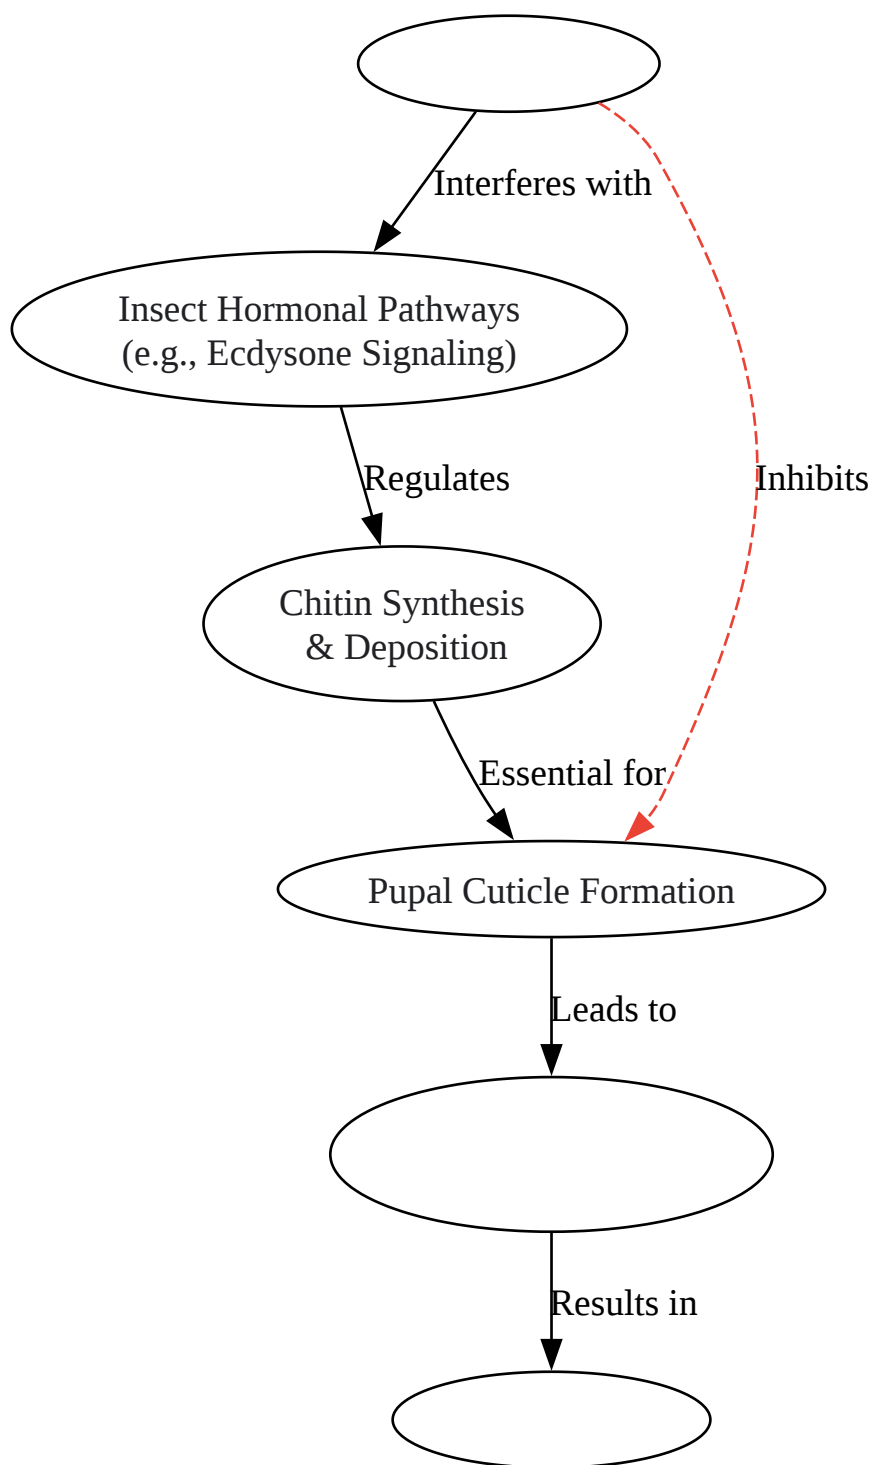 Interferes with
Insect Hormonal Pathways
(e.g., Ecdysone Signaling)
Regulates
Inhibits
Chitin Synthesis
& Deposition
Essential for
Pupal Cuticle Formation
Leads to
Results in